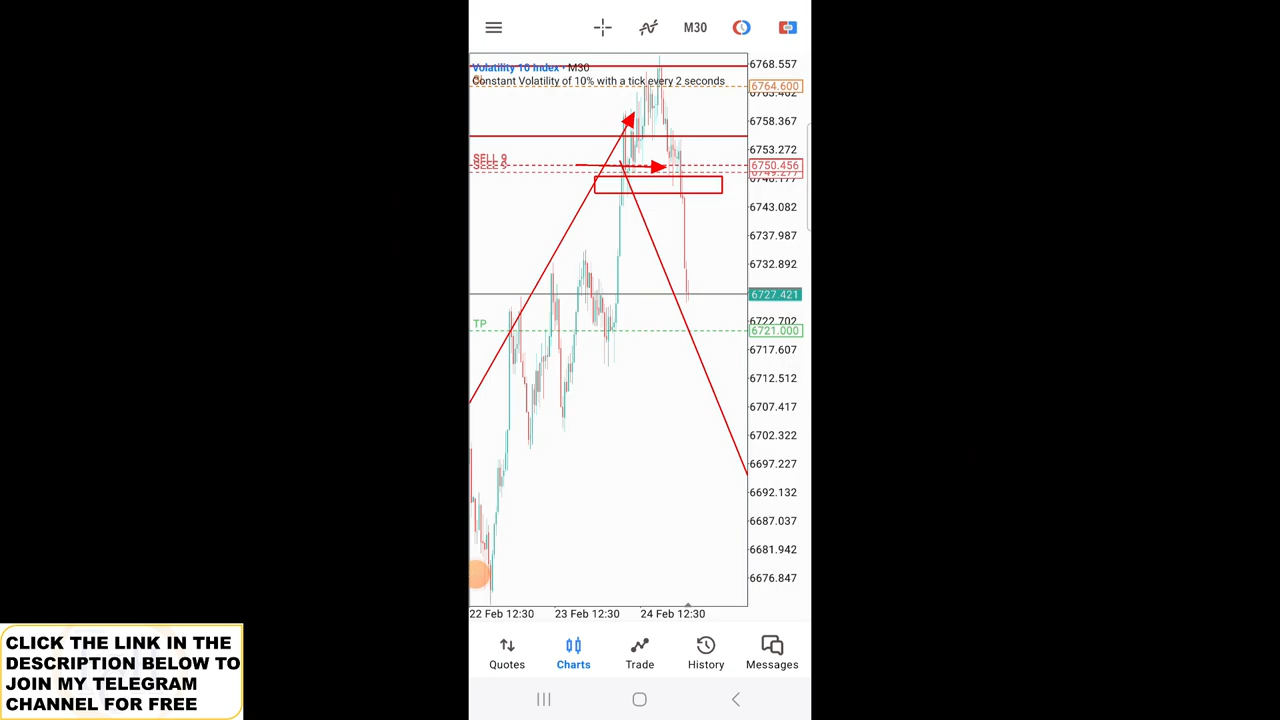 M30
Volatility 10 Index · M30
Constant Volatility of 10% with a tick every 2 seconds
6768.557
6764.600
6758.367
6753.272
SELL 9
6750.456
6743.082
6737.987
6732.892
6727.421
6722.702
TP
6721.000
6717.607
6712.512
6707.417
6702.322
6697.227
6692.132
6687.037
6681.942
6676.847
22 Feb 12:30
23 Feb 12:30
24 Feb 12:30
Quotes
Charts
Trade
History
Messages
CLICK THE LINK IN THE
DESCRIPTION BELOW TO
JOIN MY TELEGRAM
CHANNEL FOR FREE